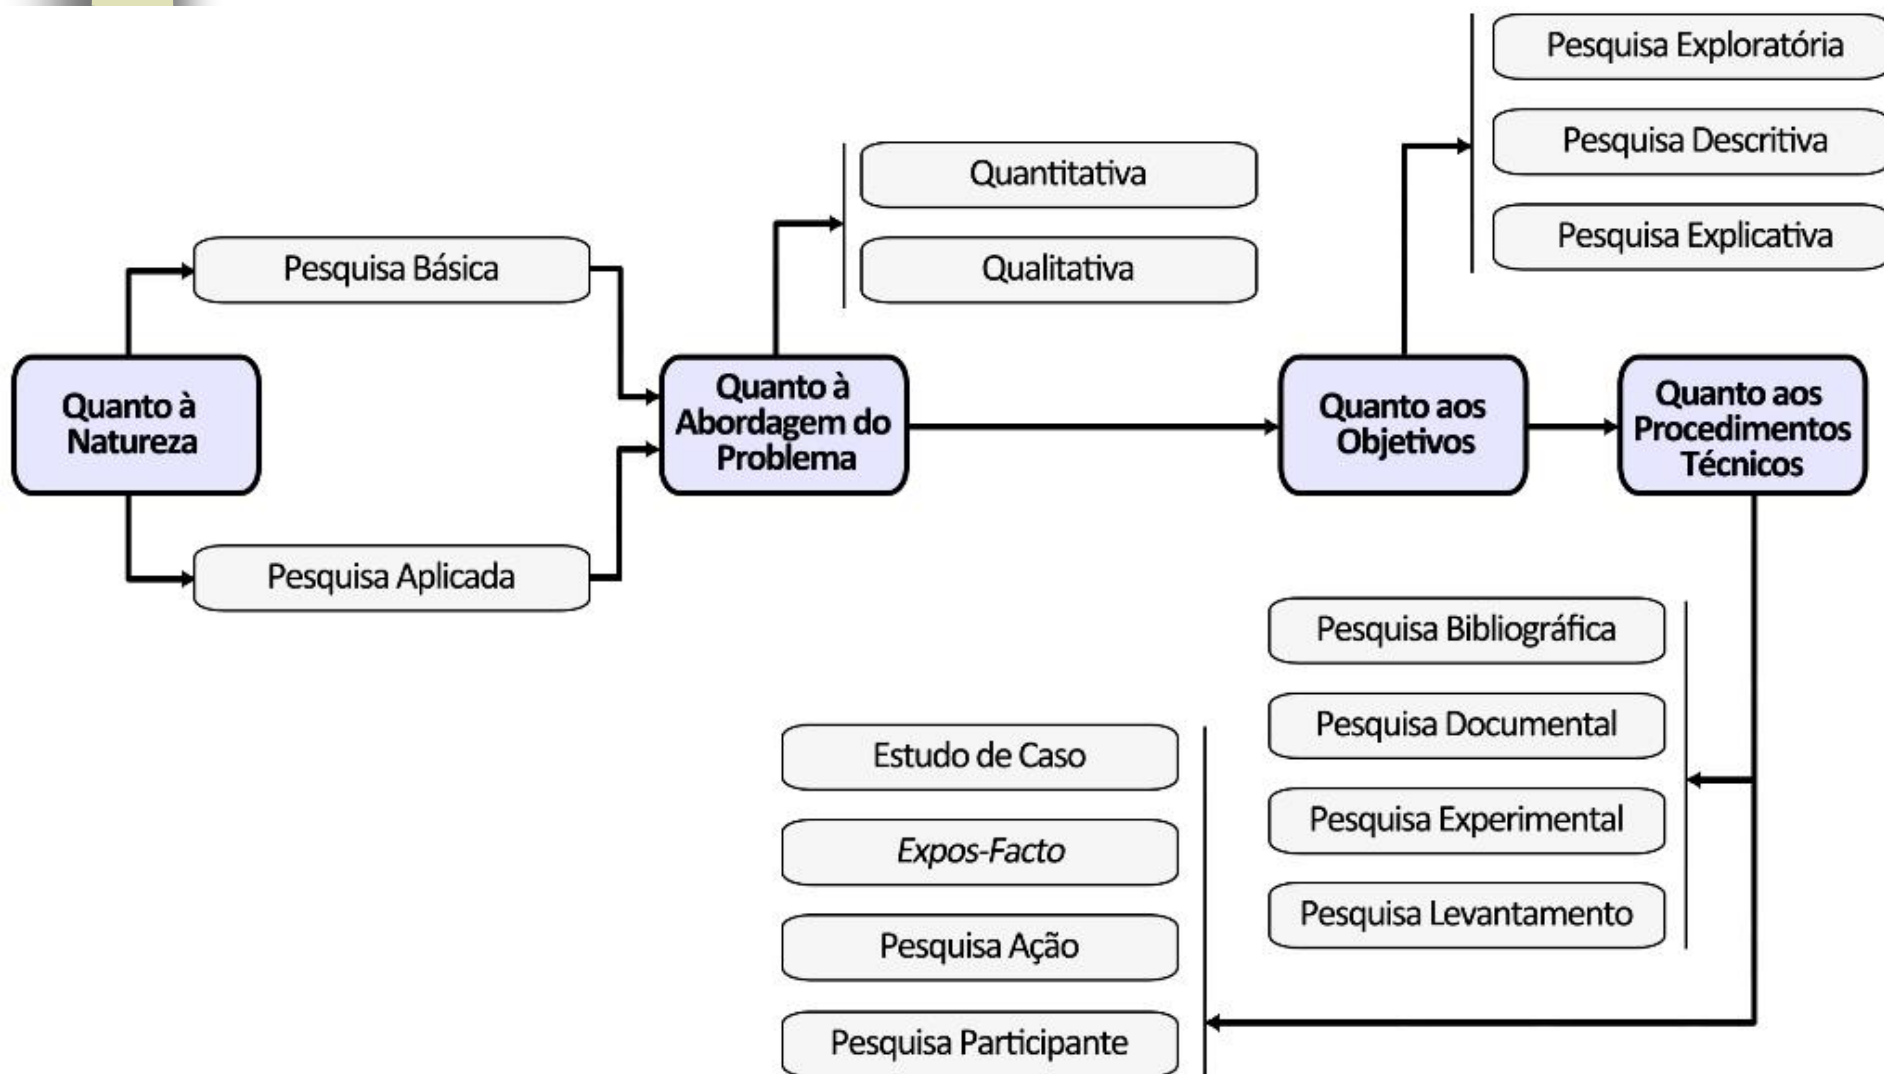 Pesquisa Exploratória
Pesquisa Descritiva
Pesquisa Explicativa
Quantitativa
Qualitativa
Pesquisa Básica
Quanto à
Natureza
Pesquisa Aplicada
Quanto à
Abordagem do
Problema
Quanto aos
Objetivos
Quanto aos
Procedimentos
Técnicos
Pesquisa Bibliográfica
Pesquisa Documental
Pesquisa Experimental
Pesquisa Levantamento
Estudo de Caso
Expos-Facto
Pesquisa Ação
Pesquisa Participante